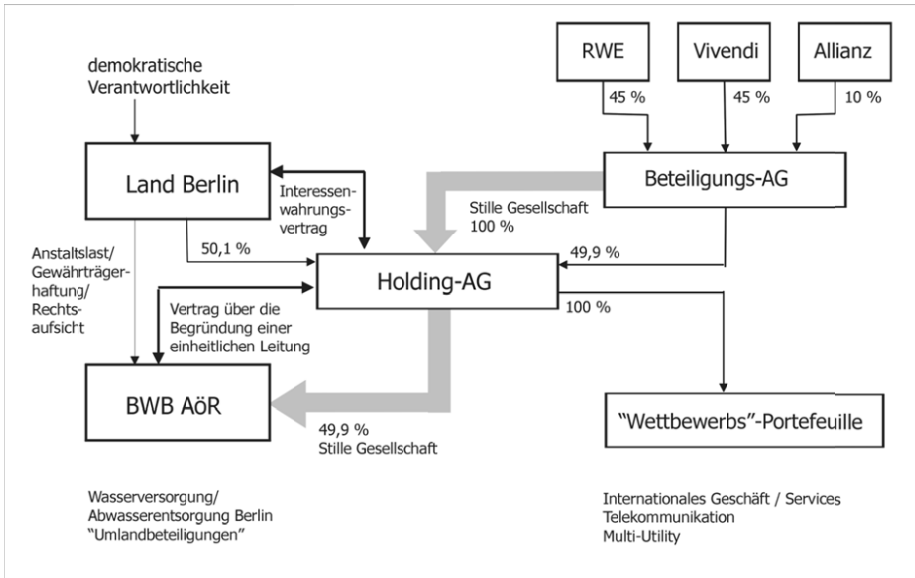 RWE
Vivendi
Allianz
45 %
45 %
10 %
demokratische
Verantwortlichkeit
Land Berlin
Beteiligungs-AG
Interessen-
wahrungs-
vertrag
Stille Gesellschaft
100 %
50,1 %
49,9 %
Anstaltslast/
Gewährträger-
haftung/
Rechts-
aufsicht
Holding-AG
100 %
Vertrag über die
Begründung einer
einheitlichen Leitung
BWB AöR
"Wettbewerbs"-Portefeuille
49,9 %
Stille Gesellschaft
Wasserversorgung/
Abwasserentsorgung Berlin
"Umlandbeteiligungen"
Internationales Geschäft / Services
Telekommunikation
Multi-Utility